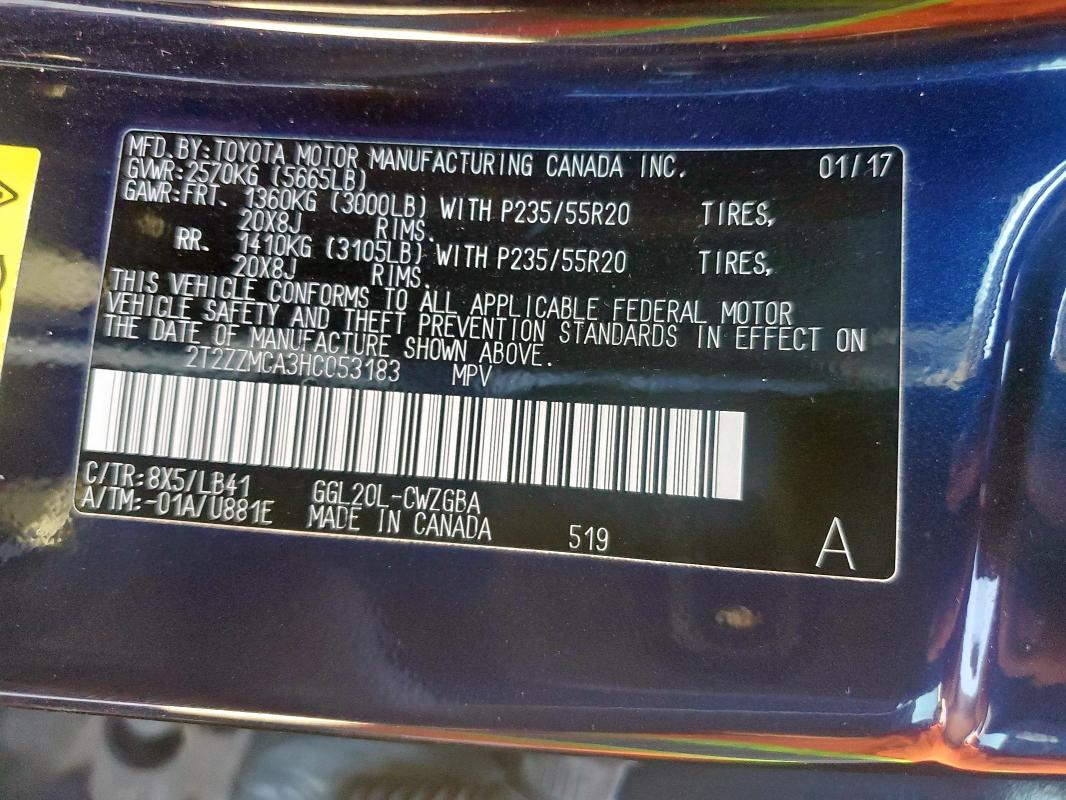 MFD. BY: TOYOTA MOTOR MANUFACTURING CANADA INC. 01/17
GVWR: 2570KG (5665LB)
GAWR: FRT. 1360KG (3000LB) WITH P235/55R20 TIRES,
20X8J RIMS.
RR. 1410KG (3105LB) WITH P235/55R20 TIRES,
20X8J RIMS.
THIS VEHICLE CONFORMS TO ALL APPLICABLE FEDERAL MOTOR
VEHICLE SAFETY AND THEFT PREVENTION STANDARDS IN EFFECT ON
THE DATE OF MANUFACTURE SHOWN ABOVE.
2T2ZZMCA3HC053183 MPV
C/TR: 8X5/LB41 GGL20L-CWZGBA
A/TM: -01A/U881E MADE IN CANADA 519 A